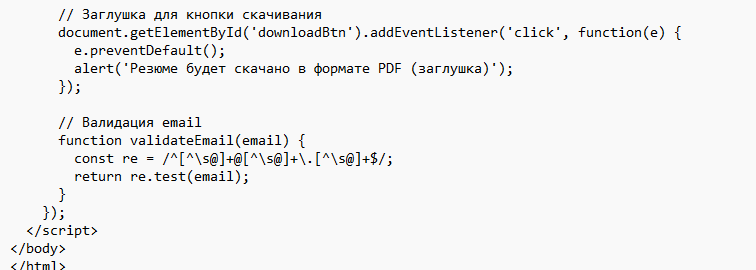 // Заглушка для кнопки скачивания
document.getElementById('downloadBtn').addEventListener('click', function(e) {
e.preventDefault();
alert('Резюме будет скачано в формате PDF (заглушка)');
});
// Валидация email
function validateEmail(email) {
const re = /^[^\s@]+@[^\s@]+\.[^\s@]+$/;
return re.test(email);
}
});
</script>
</body>
</html>